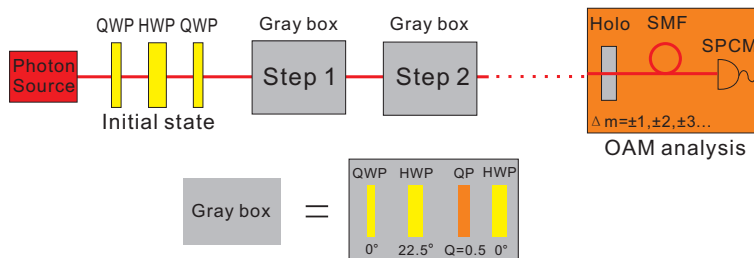 QWP HWP QWP
Gray box
Gray box
Holo SMF
SPCM
Photon
Source
Step 1
Step 2
Initial state
Δ m=±1,±2,±3...
OAM analysis
QWP HWP QP HWP
Gray box
=
0° 22.5° Q=0.5 0°